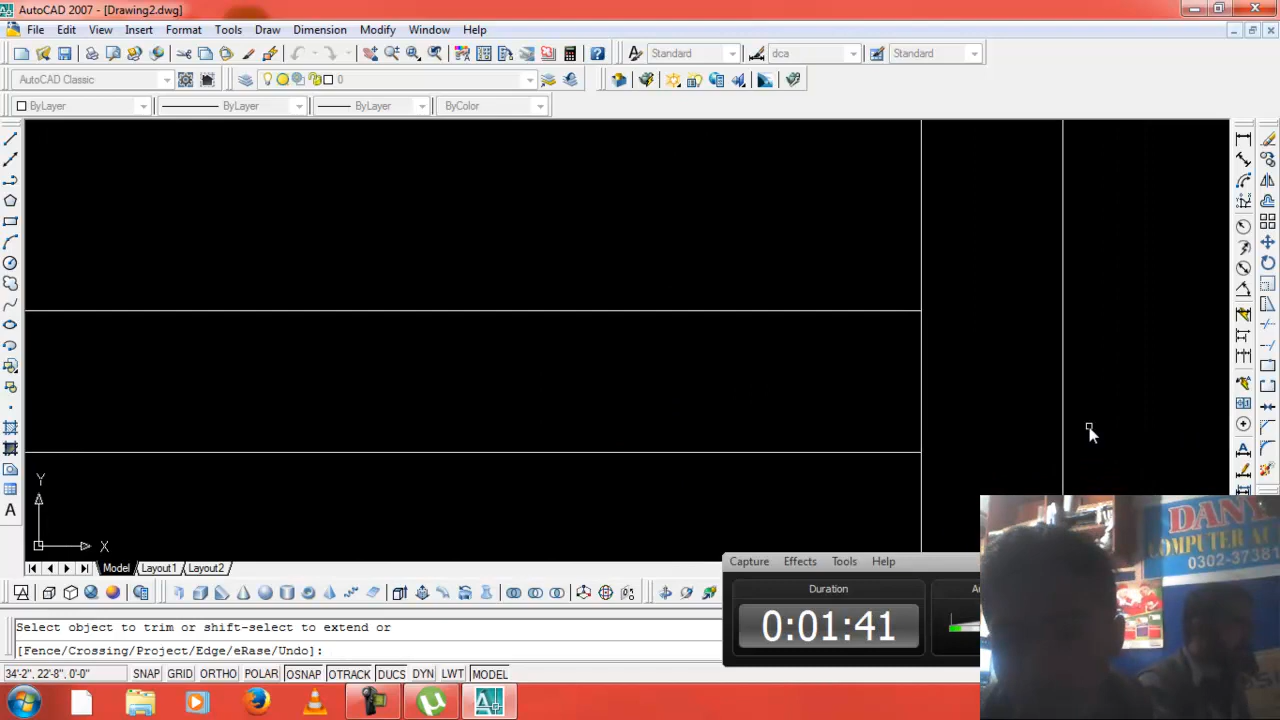 AutoCAD 2007 - [Drawing2.dwg]
File Edit View Insert Format Tools Draw Dimension Modify Window Help
Standard dca Standard
AutoCAD Classic 0
ByLayer ByLayer ByLayer ByColor
Y
X
A
Model Layout1 Layout2
Capture Effects Tools Help
Duration
0:01:41
Select object to trim or shift-select to extend or
[Fence/Crossing/Project/Edge/eRase/Undo]:
34'-2", 22'-8", 0'-0" SNAP GRID ORTHO POLAR OSNAP OTRACK DUCS DYN LWT MODEL
DANY
COMPUTER
0302-37381